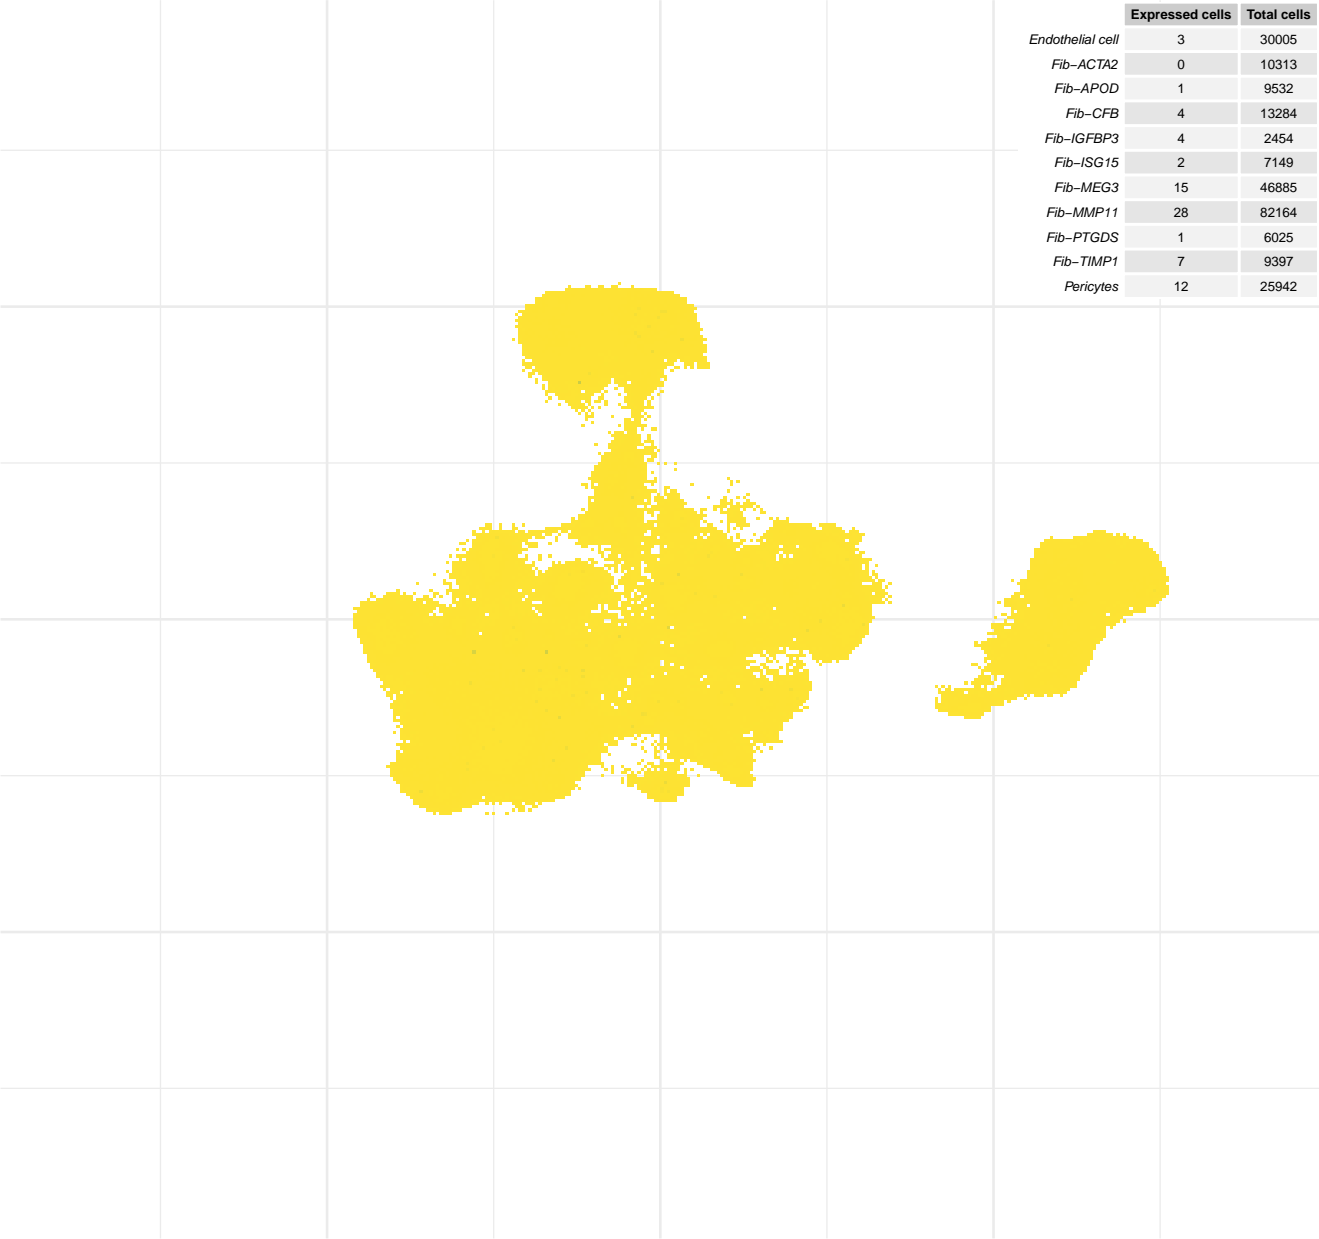 Expressed cells Total cells
Endothelial cell 3 30005
Fib−ACTA2 0 10313
Fib−APOD 1 9532
Fib−CFB 4 13284
Fib−IGFBP3 4 2454
Fib−ISG15 2 7149
Fib−MEG3 15 46885
Fib−MMP11 28 82164
Fib−PTGDS 1 6025
Fib−TIMP1 7 9397
Pericytes 12 25942